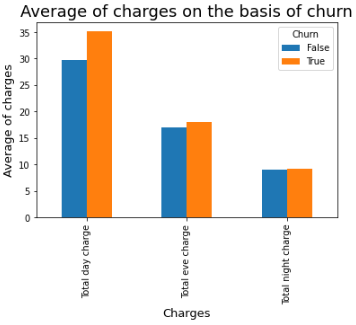 Average of charges on the basis of churn
Average of charges
35
30
25
20
15
10
5
0
Churn
False
True
Total day charge
Total eve charge
Total night charge
Charges